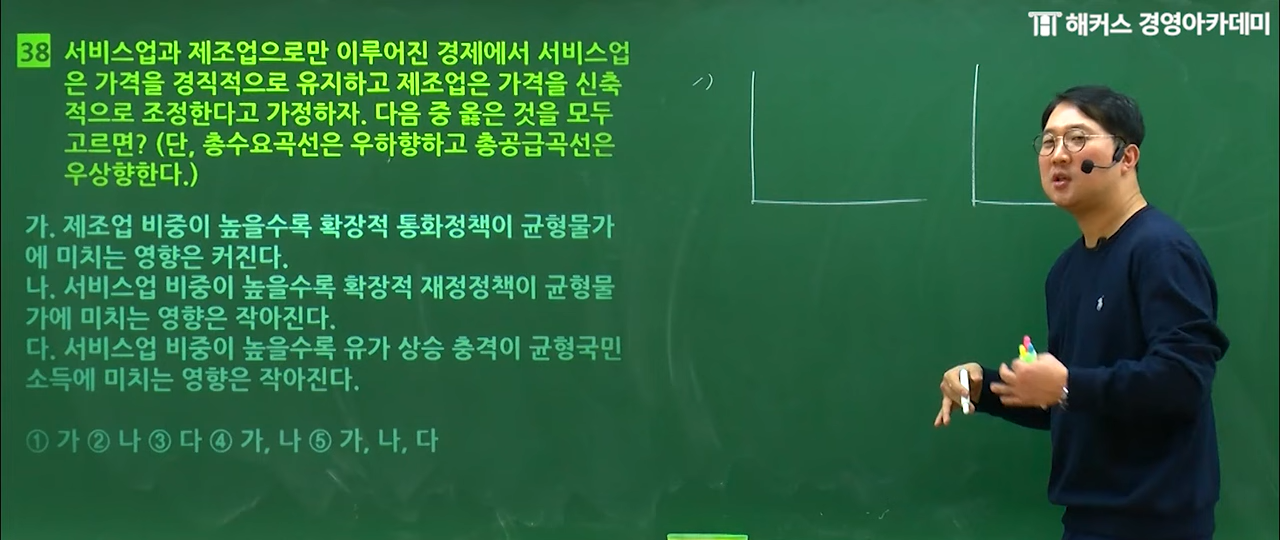 해커스 경영아카데미
38 서비스업과 제조업으로만 이루어진 경제에서 서비스업
은 가격을 경직적으로 유지하고 제조업은 가격을 신축
적으로 조정한다고 가정하자. 다음 중 옳은 것을 모두
고르면? (단, 총수요곡선은 우하향하고 총공급곡선은
우상향한다.)
가. 제조업 비중이 높을수록 확장적 통화정책이 균형물가
에 미치는 영향은 커진다.
나. 서비스업 비중이 높을수록 확장적 재정정책이 균형물
가에 미치는 영향은 작아진다.
다. 서비스업 비중이 높을수록 유가 상승 충격이 균형국민
소득에 미치는 영향은 작아진다.
① 가 ② 나 ③ 다 ④ 가, 나 ⑤ 가, 나, 다